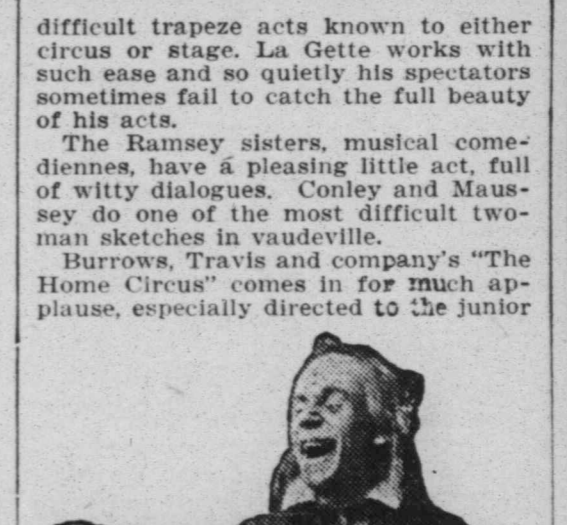 difficult trapeze acts known to either
circus or stage. La Gette works with
such ease and so quietly his spectators
sometimes fail to catch the full beauty
of his acts.
The Ramsey sisters, musical come-
diennes, have a pleasing little act, full
of witty dialogues. Conley and Maus-
sey do one of the most difficult two-
man sketches in vaudeville.
Burrows, Travis and company's "The
Home Circus" comes in for much ap-
plause, especially directed to the junior